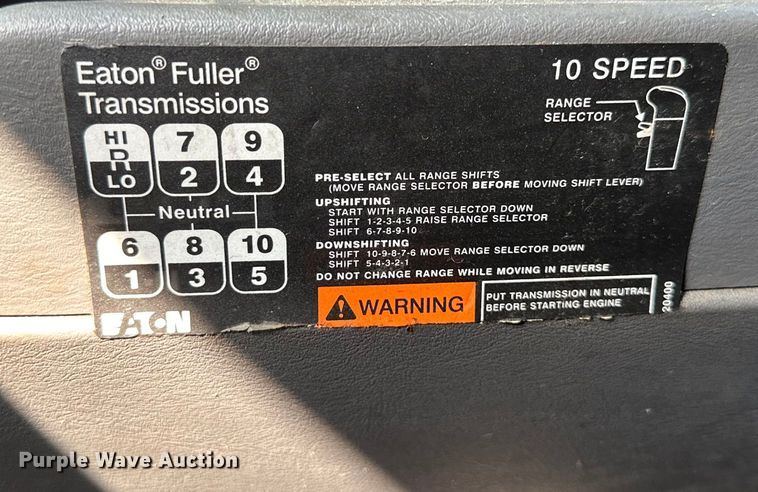 Eaton® Fuller®
Transmissions
10 SPEED
RANGE
SELECTOR
HI
R
LO
7
2
9
4
Neutral
6
1
8
3
10
5
PRE-SELECT ALL RANGE SHIFTS
(MOVE RANGE SELECTOR BEFORE MOVING SHIFT LEVER)
UPSHIFTING
START WITH RANGE SELECTOR DOWN
SHIFT 1-2-3-4-5 RAISE RANGE SELECTOR
SHIFT 6-7-8-9-10
DOWNSHIFTING
SHIFT 10-9-8-7-6 MOVE RANGE SELECTOR DOWN
SHIFT 5-4-3-2-1
DO NOT CHANGE RANGE WHILE MOVING IN REVERSE
WARNING
PUT TRANSMISSION IN NEUTRAL
BEFORE STARTING ENGINE
20400
EATON
Purple Wave Auction